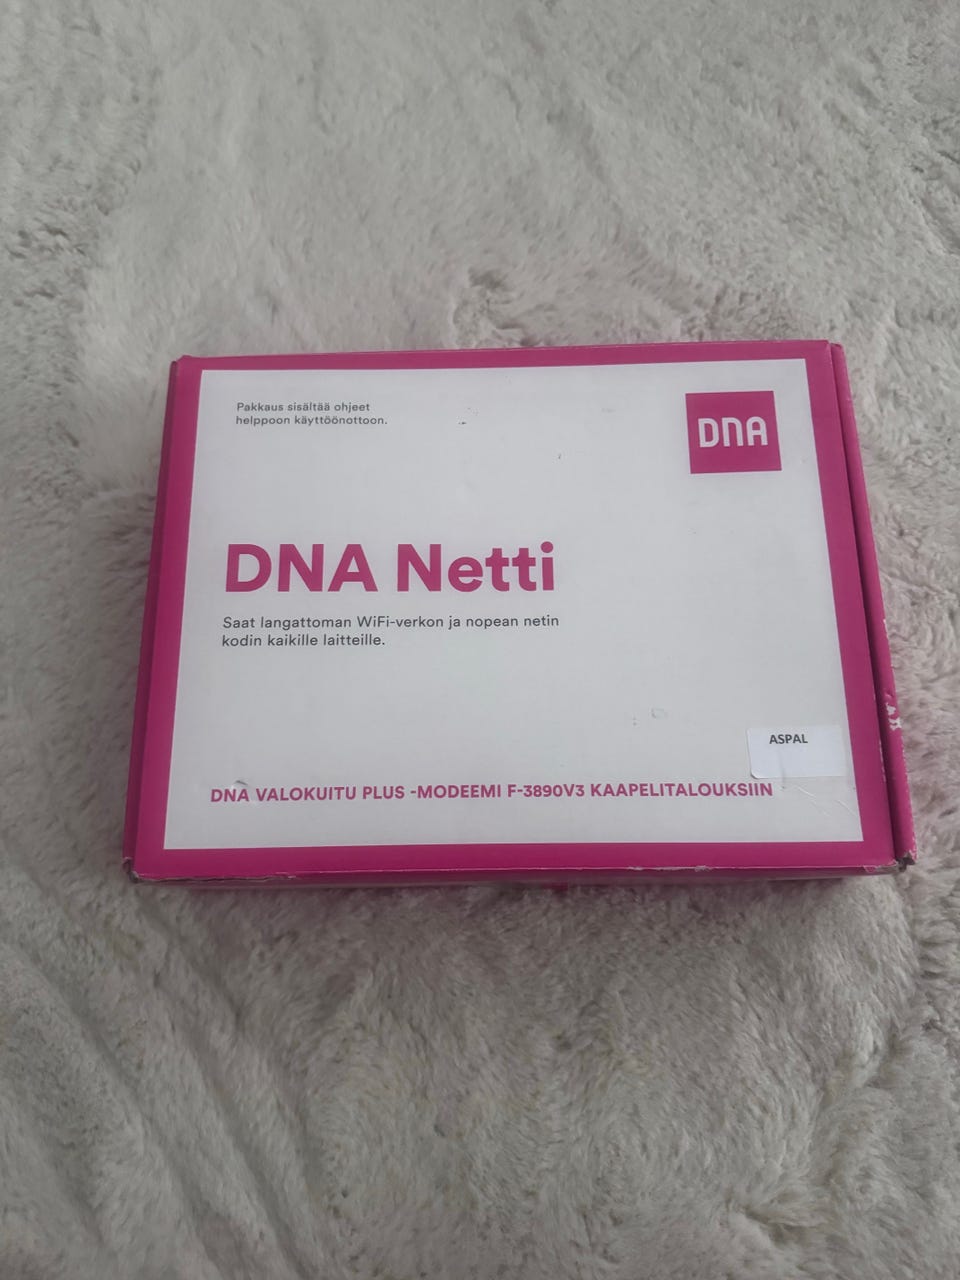 Pakkaus sisältää ohjeet
helppoon käyttöönottoon.
DNA
DNA Netti
Saat langattoman WiFi-verkon ja nopean netin
kodin kaikille laitteille.
ASPAL
DNA VALOKUITU PLUS -MODEEMI F-3890V3 KAAPELITALOUKSIIN